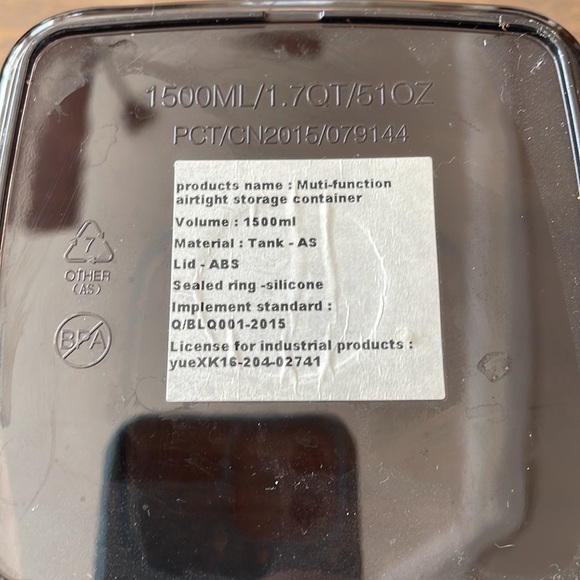 1500ML/1.7QT/51OZ
PCT/CN2015/079144
products name : Muti-function
airtight storage container
Volume : 1500ml
Material : Tank - AS
Lid - ABS
Sealed ring -silicone
Implement standard :
Q/BLQ001-2015
License for industrial products :
yueXK16-204-02741
7
OTHER
(AS)
BPA